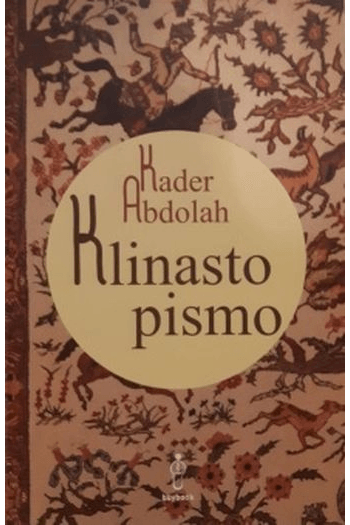 Kader
Abdolah
Klinasto
pismo
buybook